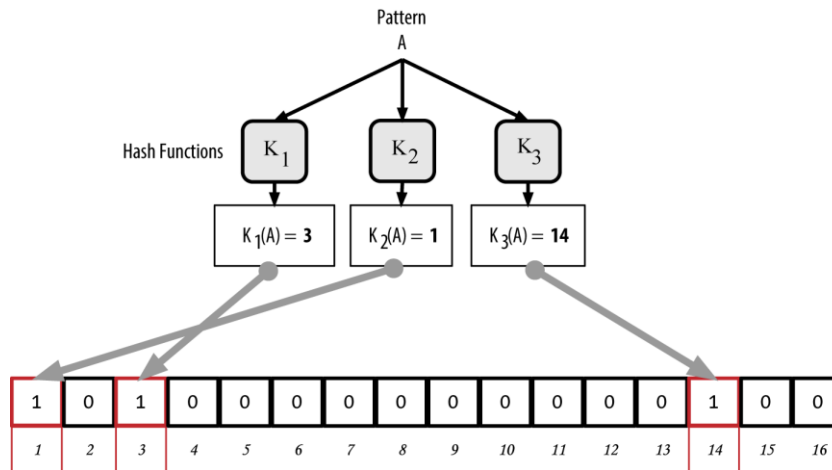 Pattern
A
Hash Functions K₁ K₂ K₃
K₁(A) = 3 K₂(A) = 1 K₃(A) = 14
1 0 1 0 0 0 0 0 0 0 0 0 0 1 0 0
1 2 3 4 5 6 7 8 9 10 11 12 13 14 15 16